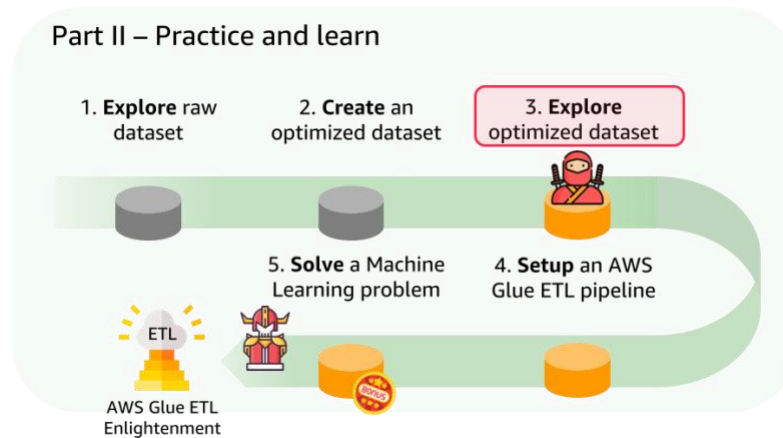 Part II – Practice and learn
1. Explore raw
dataset
2. Create an
optimized dataset
3. Explore
optimized dataset
5. Solve a Machine
Learning problem
4. Setup an AWS
Glue ETL pipeline
ETL
BONUS
AWS Glue ETL
Enlightenment